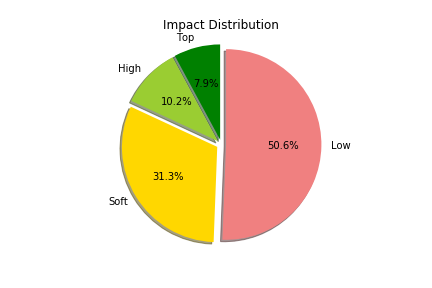 Impact Distribution
Top
High
7.9%
10.2%
50.6%
Low
31.3%
Soft